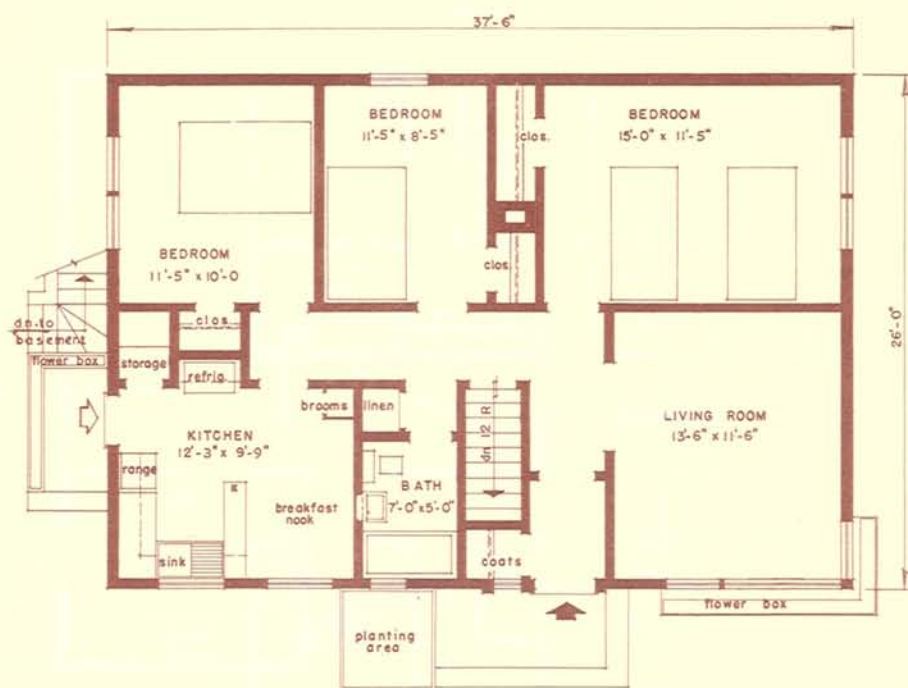 37'-6"
BEDROOM
11'-5" x 8'-5"
clos.
BEDROOM
15'-0" x 11'-5"
26'-0"
BEDROOM
11'-5" x 10'-0
clos.
dn.to
basement
flower box
clos
storage
refrig.
brooms
linen
dn 12 R
LIVING ROOM
13'-6" x 11'-6"
KITCHEN
12'-3" x 9'-9"
range
breakfast
nook
BATH
7'-0" x 5'-0"
sink
coats
flower box
planting
area